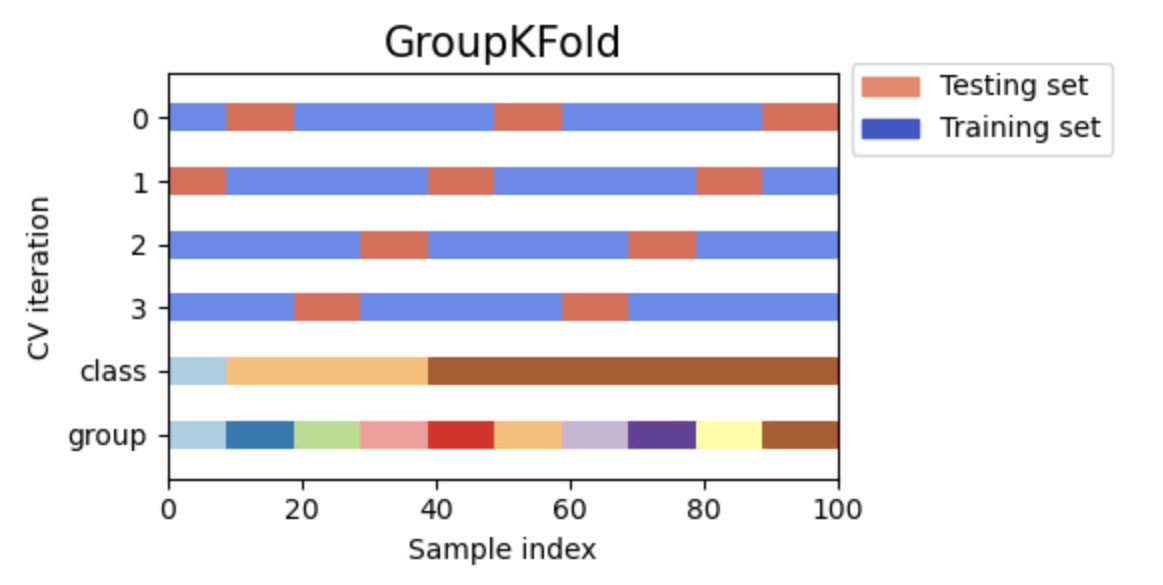 GroupKFold
Testing set
Training set
CV iteration
0
1
2
3
class
group
0 20 40 60 80 100
Sample index